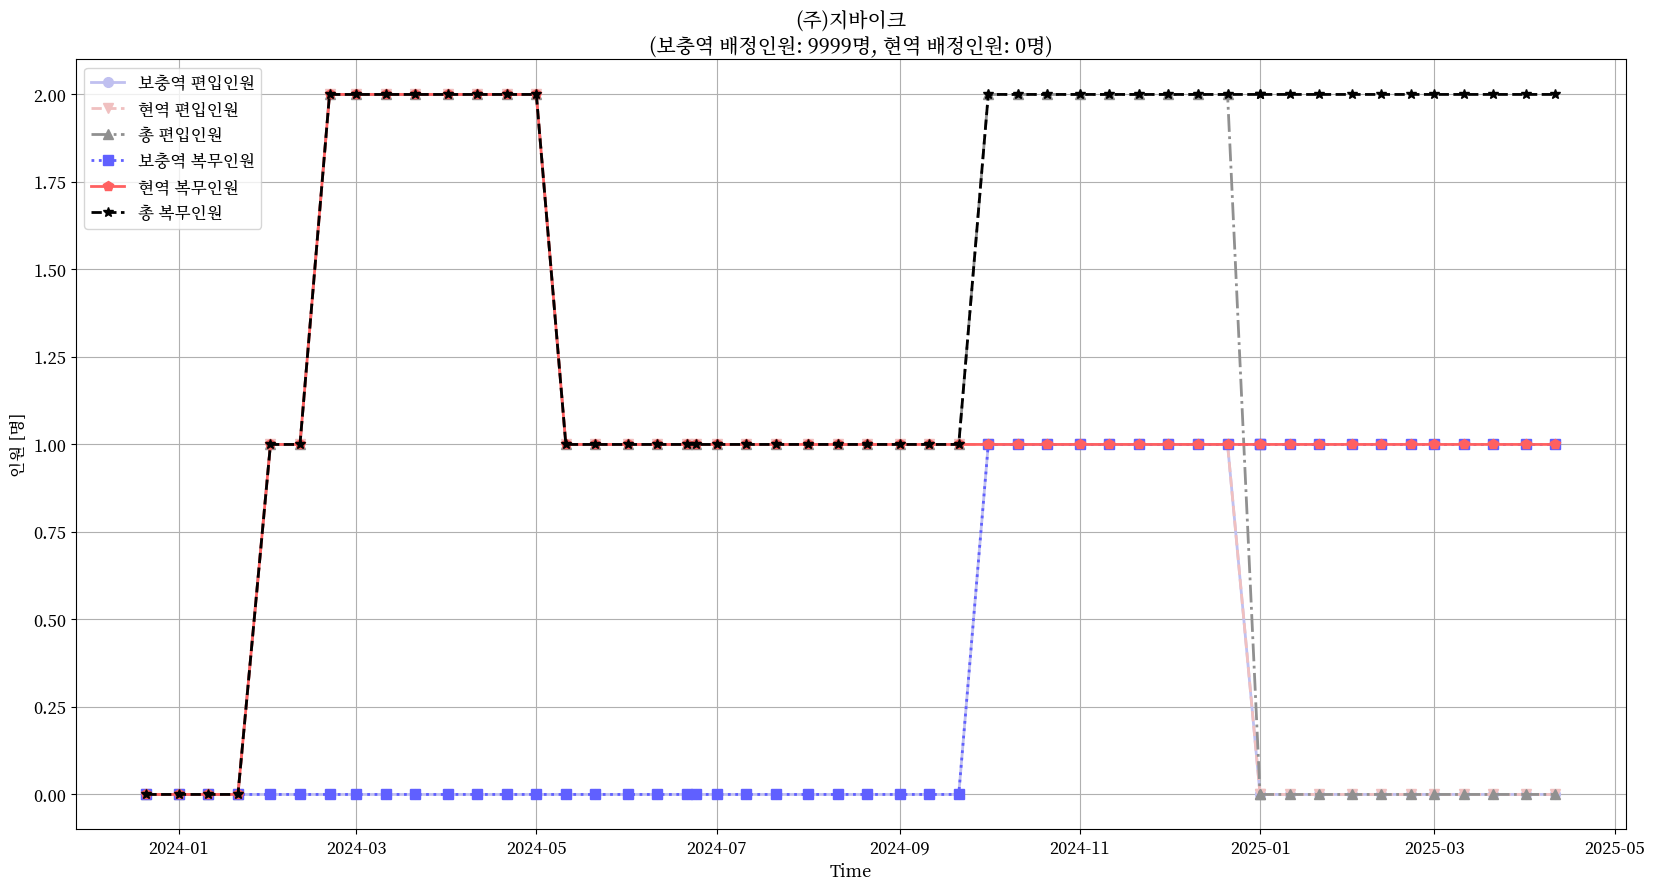 (주)지바이크
(보충역 배정인원: 9999명, 현역 배정인원: 0명)
보충역 편입인원
현역 편입인원
총 편입인원
보충역 복무인원
현역 복무인원
총 복무인원
인원 [명]
2.00
1.75
1.50
1.25
1.00
0.75
0.50
0.25
0.00
2024-01
2024-03
2024-05
2024-07
2024-09
2024-11
2025-01
2025-03
2025-05
Time